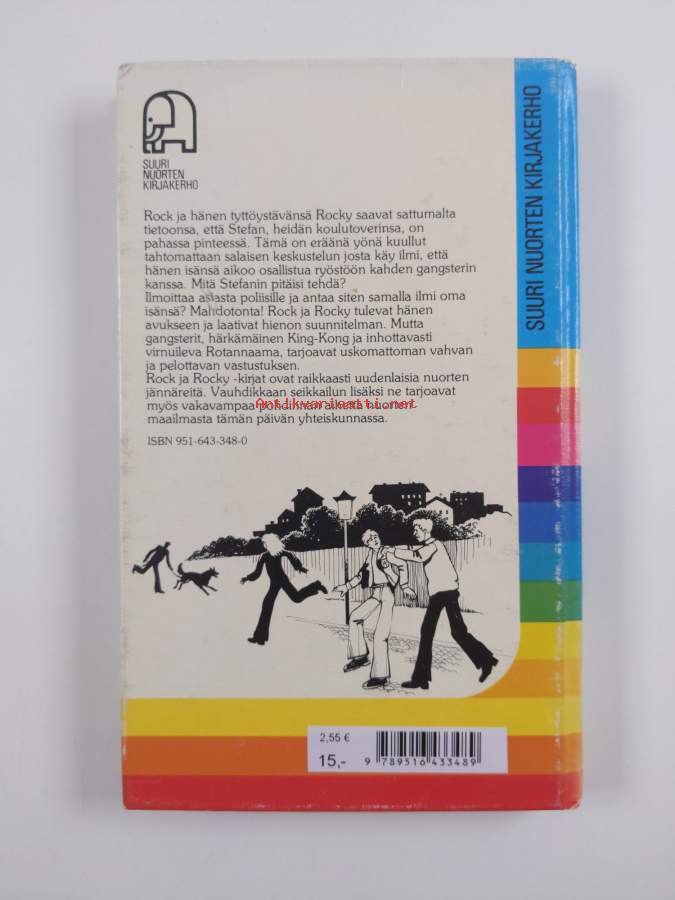 SUURI
NUORTEN
KIRJAKERHO
Rock ja hänen tyttöystävänsä Rocky saavat sattumalta
tietoonsa, että Stefan, heidän koulutoverinsa, on
pahassa pinteessä. Tämä on eräänä yönä kuullut
tahtomattaan salaisen keskustelun josta käy ilmi, että
hänen isänsä aikoo osallistua ryöstöön kahden gangsterin
kanssa. Mitä Stefanin pitäisi tehdä?
Ilmoittaa asiasta poliisille ja antaa siten samalla ilmi oma
isänsä? Mahdotonta! Rock ja Rocky tulevat hänen
avukseen ja laativat hienon suunnitelman. Mutta
gangsterit, härkämäinen King-Kong ja inhottavasti
virnuileva Rotannaama, tarjoavat uskomattoman vahvan
ja pelottavan vastustuksen.
Rock ja Rocky -kirjat ovat raikkaasti uudenlaisia nuorten
jännäreitä. Vauhdikkaan seikkailun lisäksi ne tarjoavat
myös vakavampaa pohdinnan aihetta nuorten
Antikvariaatti.net
maailmasta tämän päivän yhteiskunnassa.
ISBN 951-643-348-0
SUURI NUORTEN KIRJAKERHO
2,55 €
15,-
9 789516 433489